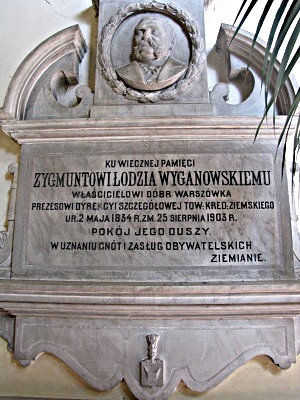 KU WIECZNEJ PAMIĘCI
ZYGMUNTOWI ŁODZIA WYGANOWSKIEMU
WŁAŚCICIELOWI DÓBR WARSZÓWKA
PREZESOWI DYREKCYI SZCZEGÓŁOWEJ TOW. KRED. ZIEMSKIEGO
UR. 2 MAJA 1834 R. ZM. 25 SIERPNIA 1903 R.
POKÓJ JEGO DUSZY.
W UZNANIU CNÓT I ZASŁUG OBYWATELSKICH
ZIEMIANIE.